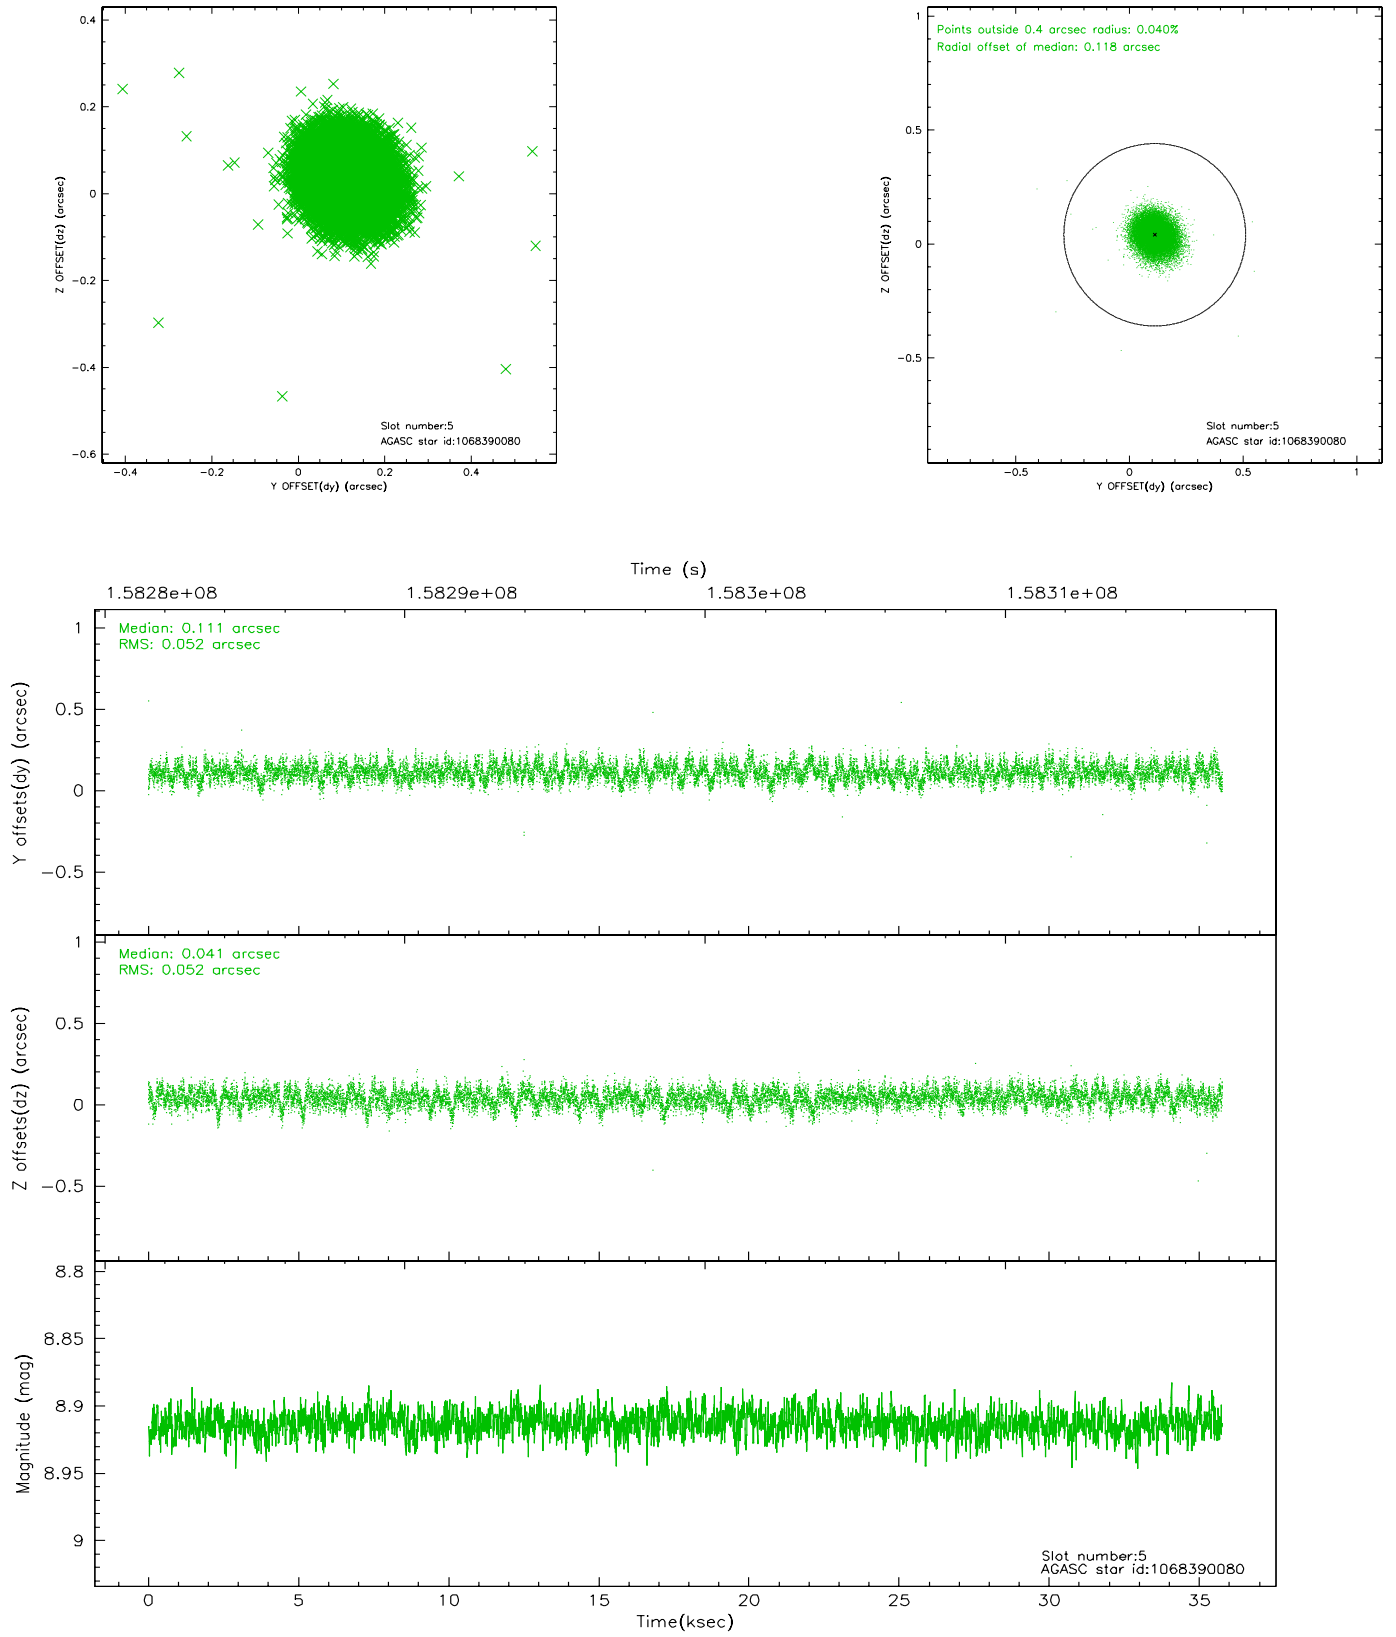 0.4
0.2
0
-0.2
-0.4
-0.6
Z OFFSET(dz) (arcsec)
-0.4 -0.2 0 0.2 0.4
Y OFFSET(dy) (arcsec)
Slot number:5
AGASC star id:1068390080
Points outside 0.4 arcsec radius: 0.040%
Radial offset of median: 0.118 arcsec
1
0.5
0
-0.5
Z OFFSET(dz) (arcsec)
-0.5 0 0.5 1
Y OFFSET(dy) (arcsec)
Slot number:5
AGASC star id:1068390080
Time (s)
1.5828e+08 1.5829e+08 1.583e+08 1.5831e+08
Median: 0.111 arcsec
RMS: 0.052 arcsec
1
0.5
0
-0.5
Y offsets(dy) (arcsec)
Median: 0.041 arcsec
RMS: 0.052 arcsec
1
0.5
0
-0.5
Z offsets(dz) (arcsec)
8.8
8.85
8.9
8.95
9
Magnitude (mag)
Slot number:5
AGASC star id:1068390080
0 5 10 15 20 25 30 35
Time(ksec)